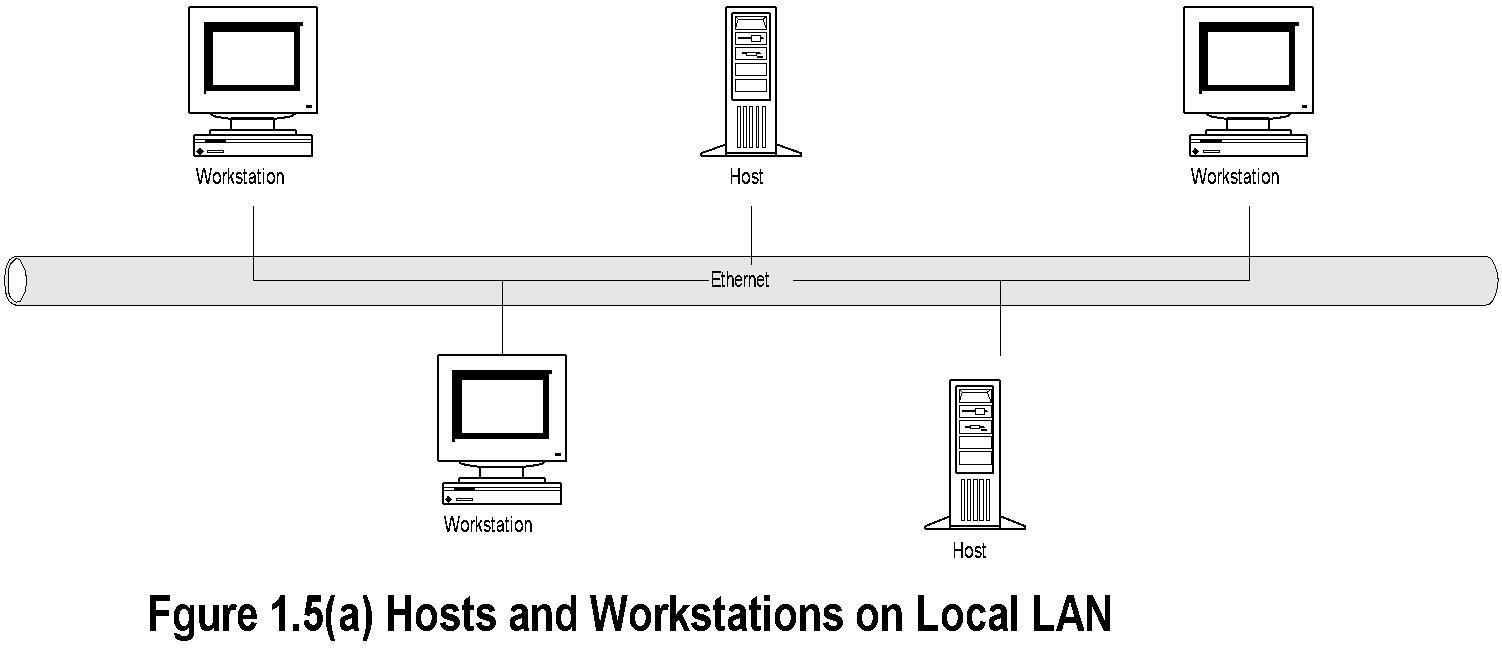 Workstation
Host
Workstation
Ethernet
Workstation
Host
Fgure 1.5(a) Hosts and Workstations on Local LAN